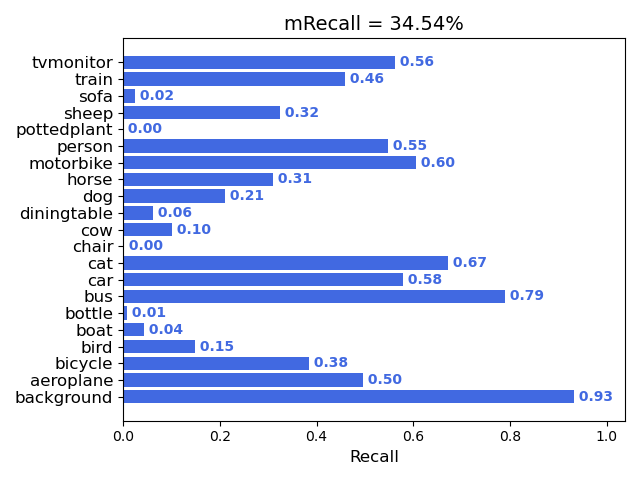 mRecall = 34.54%
tvmonitor 0.56
train 0.46
sofa 0.02
sheep 0.32
pottedplant 0.00
person 0.55
motorbike 0.60
horse 0.31
dog 0.21
diningtable 0.06
cow 0.10
chair 0.00
cat 0.67
car 0.58
bus 0.79
bottle 0.01
boat 0.04
bird 0.15
bicycle 0.38
aeroplane 0.50
background 0.93
0.0 0.2 0.4 0.6 0.8 1.0
Recall